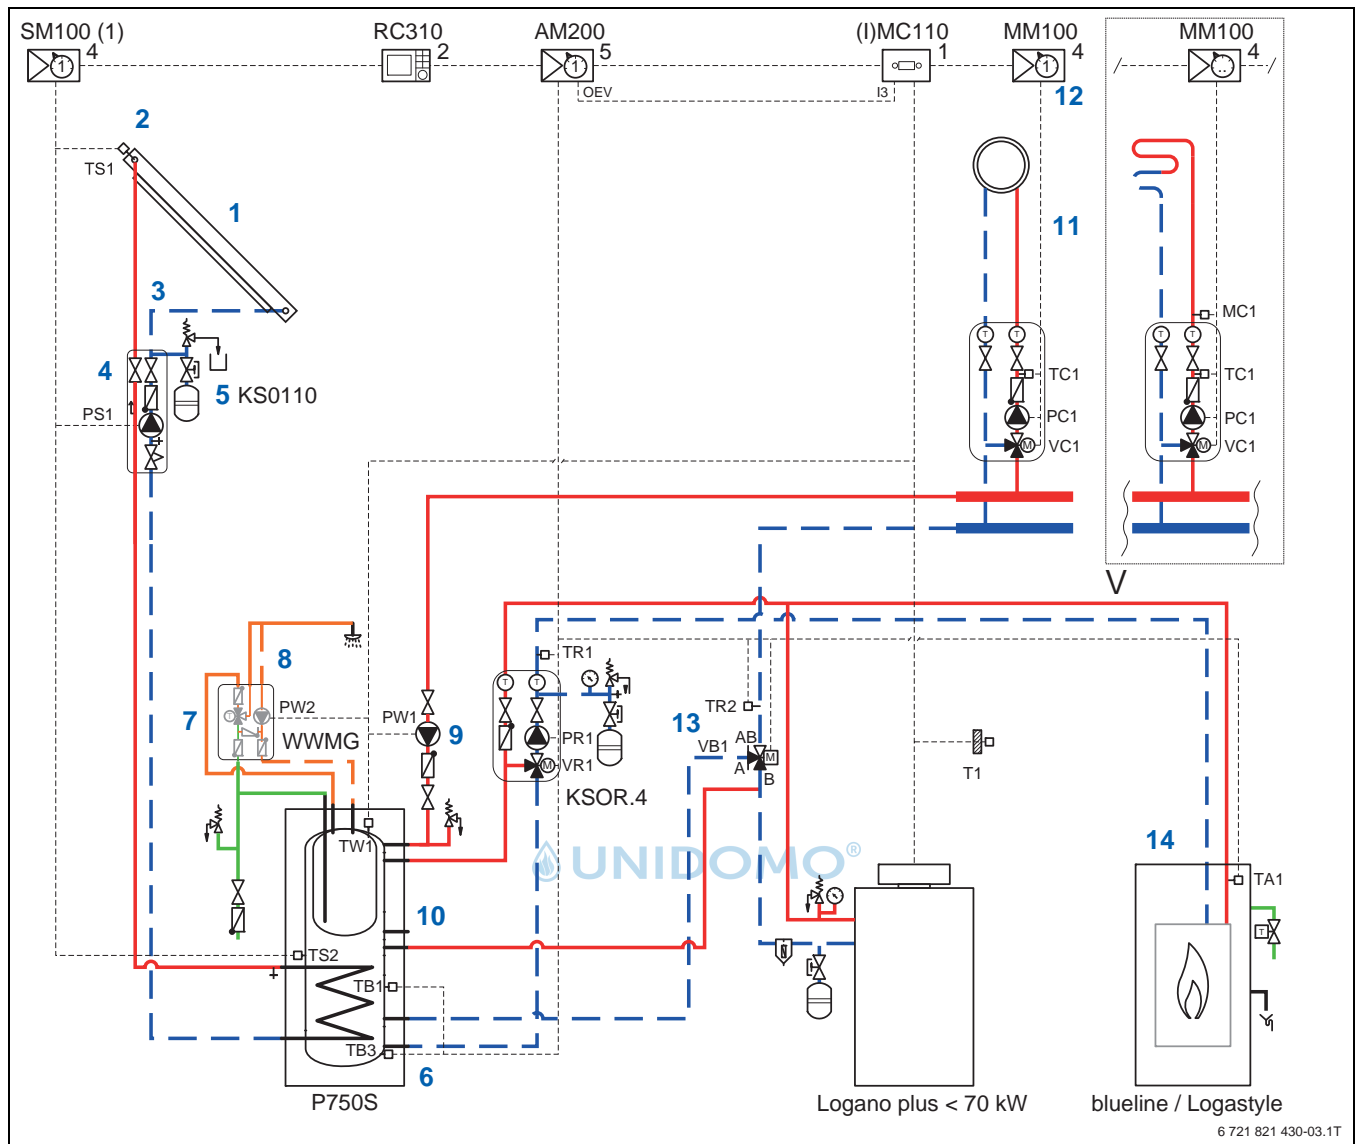 SM100 (1)
4
RC310
2
AM200
5
(I)MC110
1
MM100
4
MM100
4
1
1
1
..
OEV
I3
12
2
TS1
1
11
3
MC1
4
5 KS0110
T T
T T
TC1
TC1
PS1
PC1
PC1
M VC1
M VC1
V
8
TR1
T T
7
T
PW2
TR2
13
PW1
9
WWMG
PR1
VB1
AB
M
A
B
M VR1
T1
KSOR.4
TW1
UNIDOMO®
14
TA1
10
T
TS2
TB1
TB3
6
P750S
Logano plus < 70 kW
blueline / Logastyle
6 721 821 430-03.1T